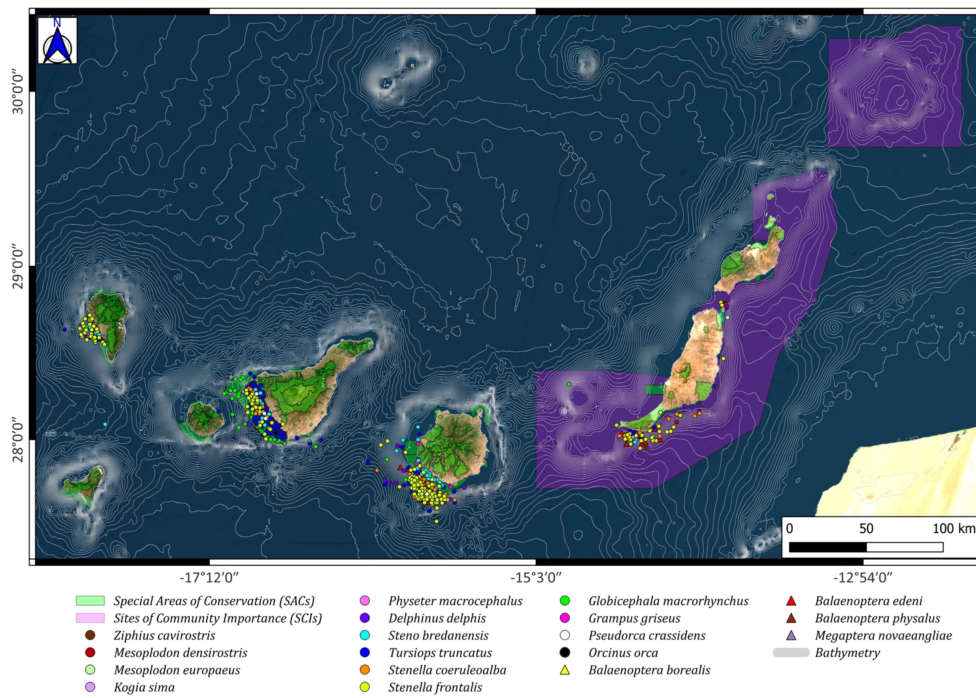 N
30°0′0″
29°0′0″
28°0′0″
0 50 100 km
-17°12′0″ -15°3′0″ -12°54′0″
Special Areas of Conservation (SACs)
Sites of Community Importance (SCIs)
Ziphius cavirostris
Mesoplodon densirostris
Mesoplodon europaeus
Kogia sima
Physeter macrocephalus
Delphinus delphis
Steno bredanensis
Tursiops truncatus
Stenella coeruleoalba
Stenella frontalis
Globicephala macrorhynchus
Grampus griseus
Pseudorca crassidens
Orcinus orca
Balaenoptera borealis
Balaenoptera edeni
Balaenoptera physalus
Megaptera novaeangliae
Bathymetry